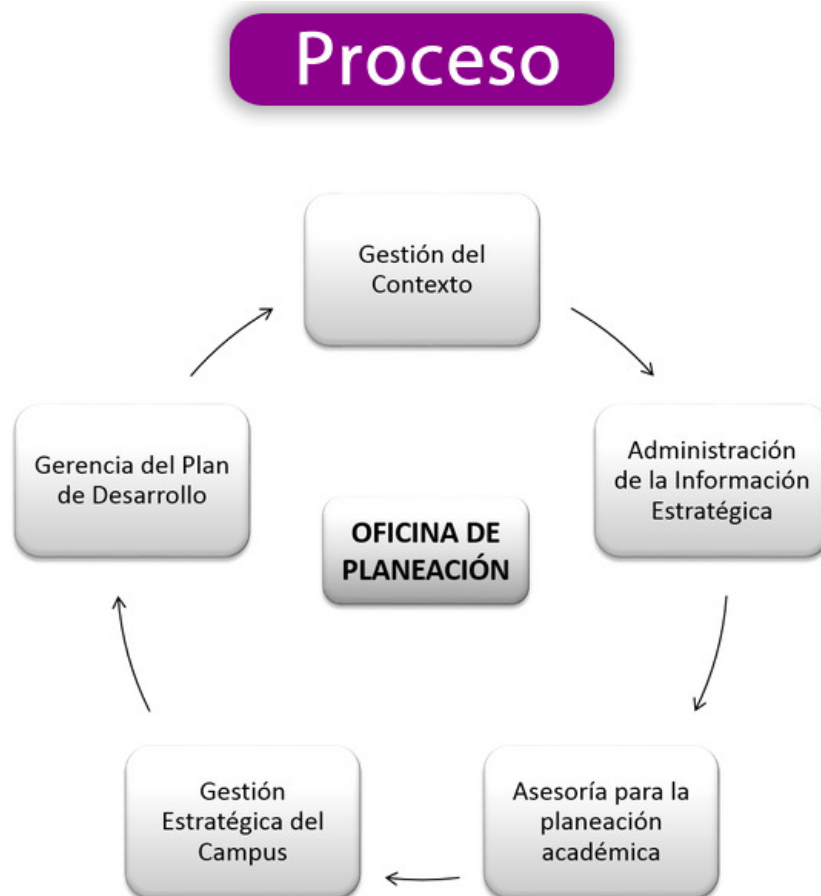 Proceso
Gestión del
Contexto
Administración
de la Información
Estratégica
Asesoría para la
planeación
académica
Gestión
Estratégica del
Campus
Gerencia del Plan
de Desarrollo
OFICINA DE
PLANEACIÓN